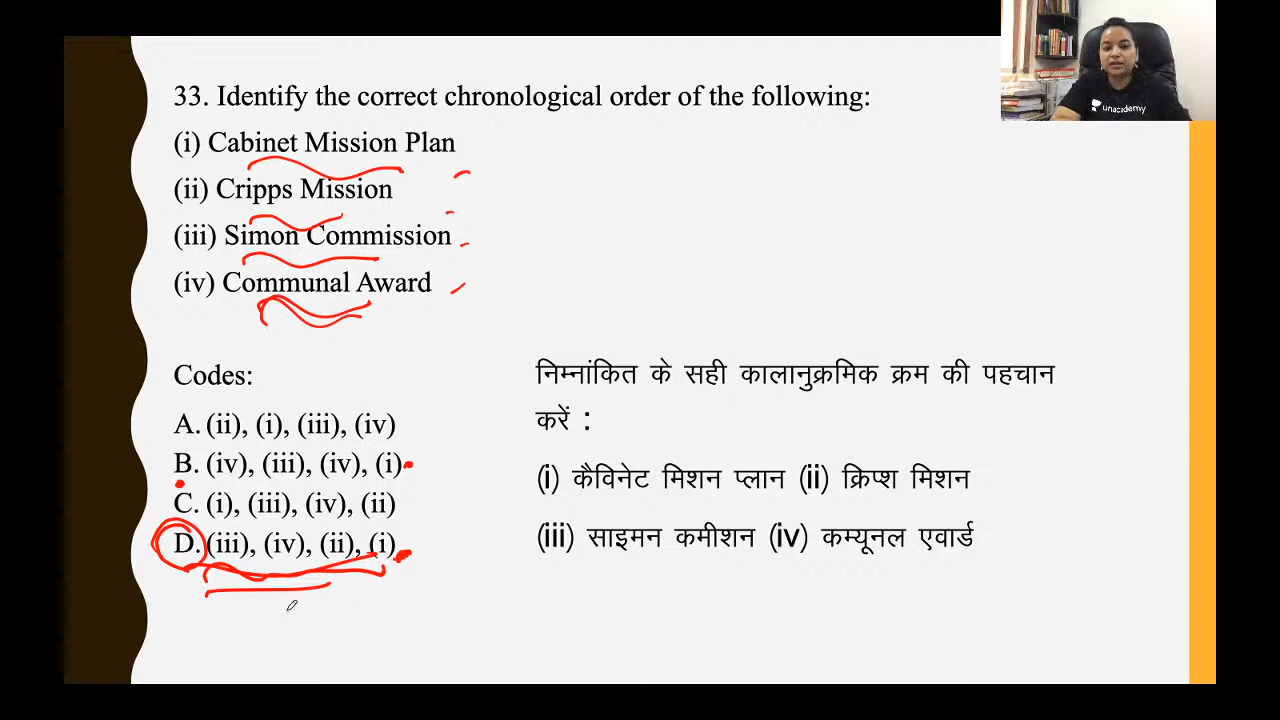 33. Identify the correct chronological order of the following:
(i) Cabinet Mission Plan
(ii) Cripps Mission
(iii) Simon Commission
(iv) Communal Award
Codes:
A. (ii), (i), (iii), (iv)
B. (iv), (iii), (iv), (i)
C. (i), (iii), (iv), (ii)
D. (iii), (iv), (ii), (i)
निम्नांकित के सही कालानुक्रमिक क्रम की पहचान
करें :
(i) कैविनेट मिशन प्लान (ii) क्रिप्श मिशन
(iii) साइमन कमीशन (iv) कम्यूनल एवार्ड
unacademy